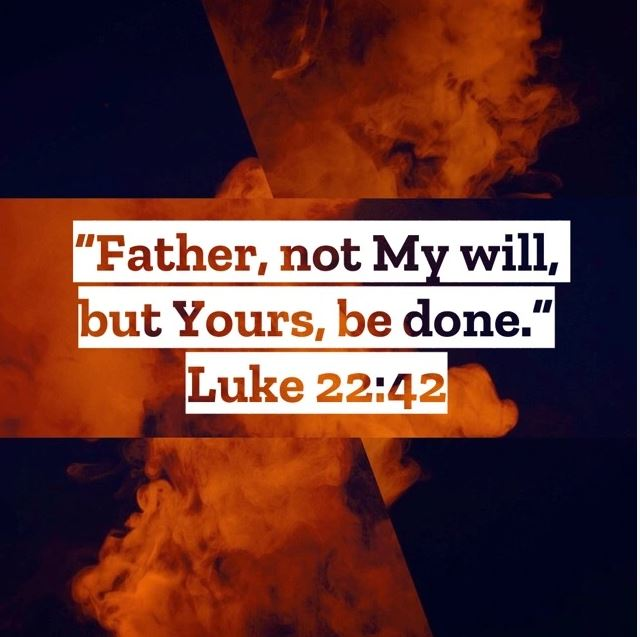 “Father, not My will,
but Yours, be done.“
Luke 22:42